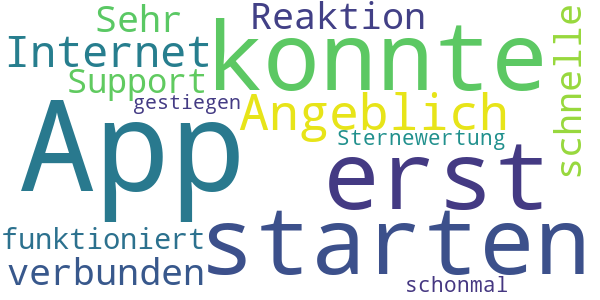 Sehr
Reaktion
Internet
konnte
schnelle
Support
gestiegen
Angeblich
App
Sternewertung
erst
starten
funktioniert
verbunden
schonmal